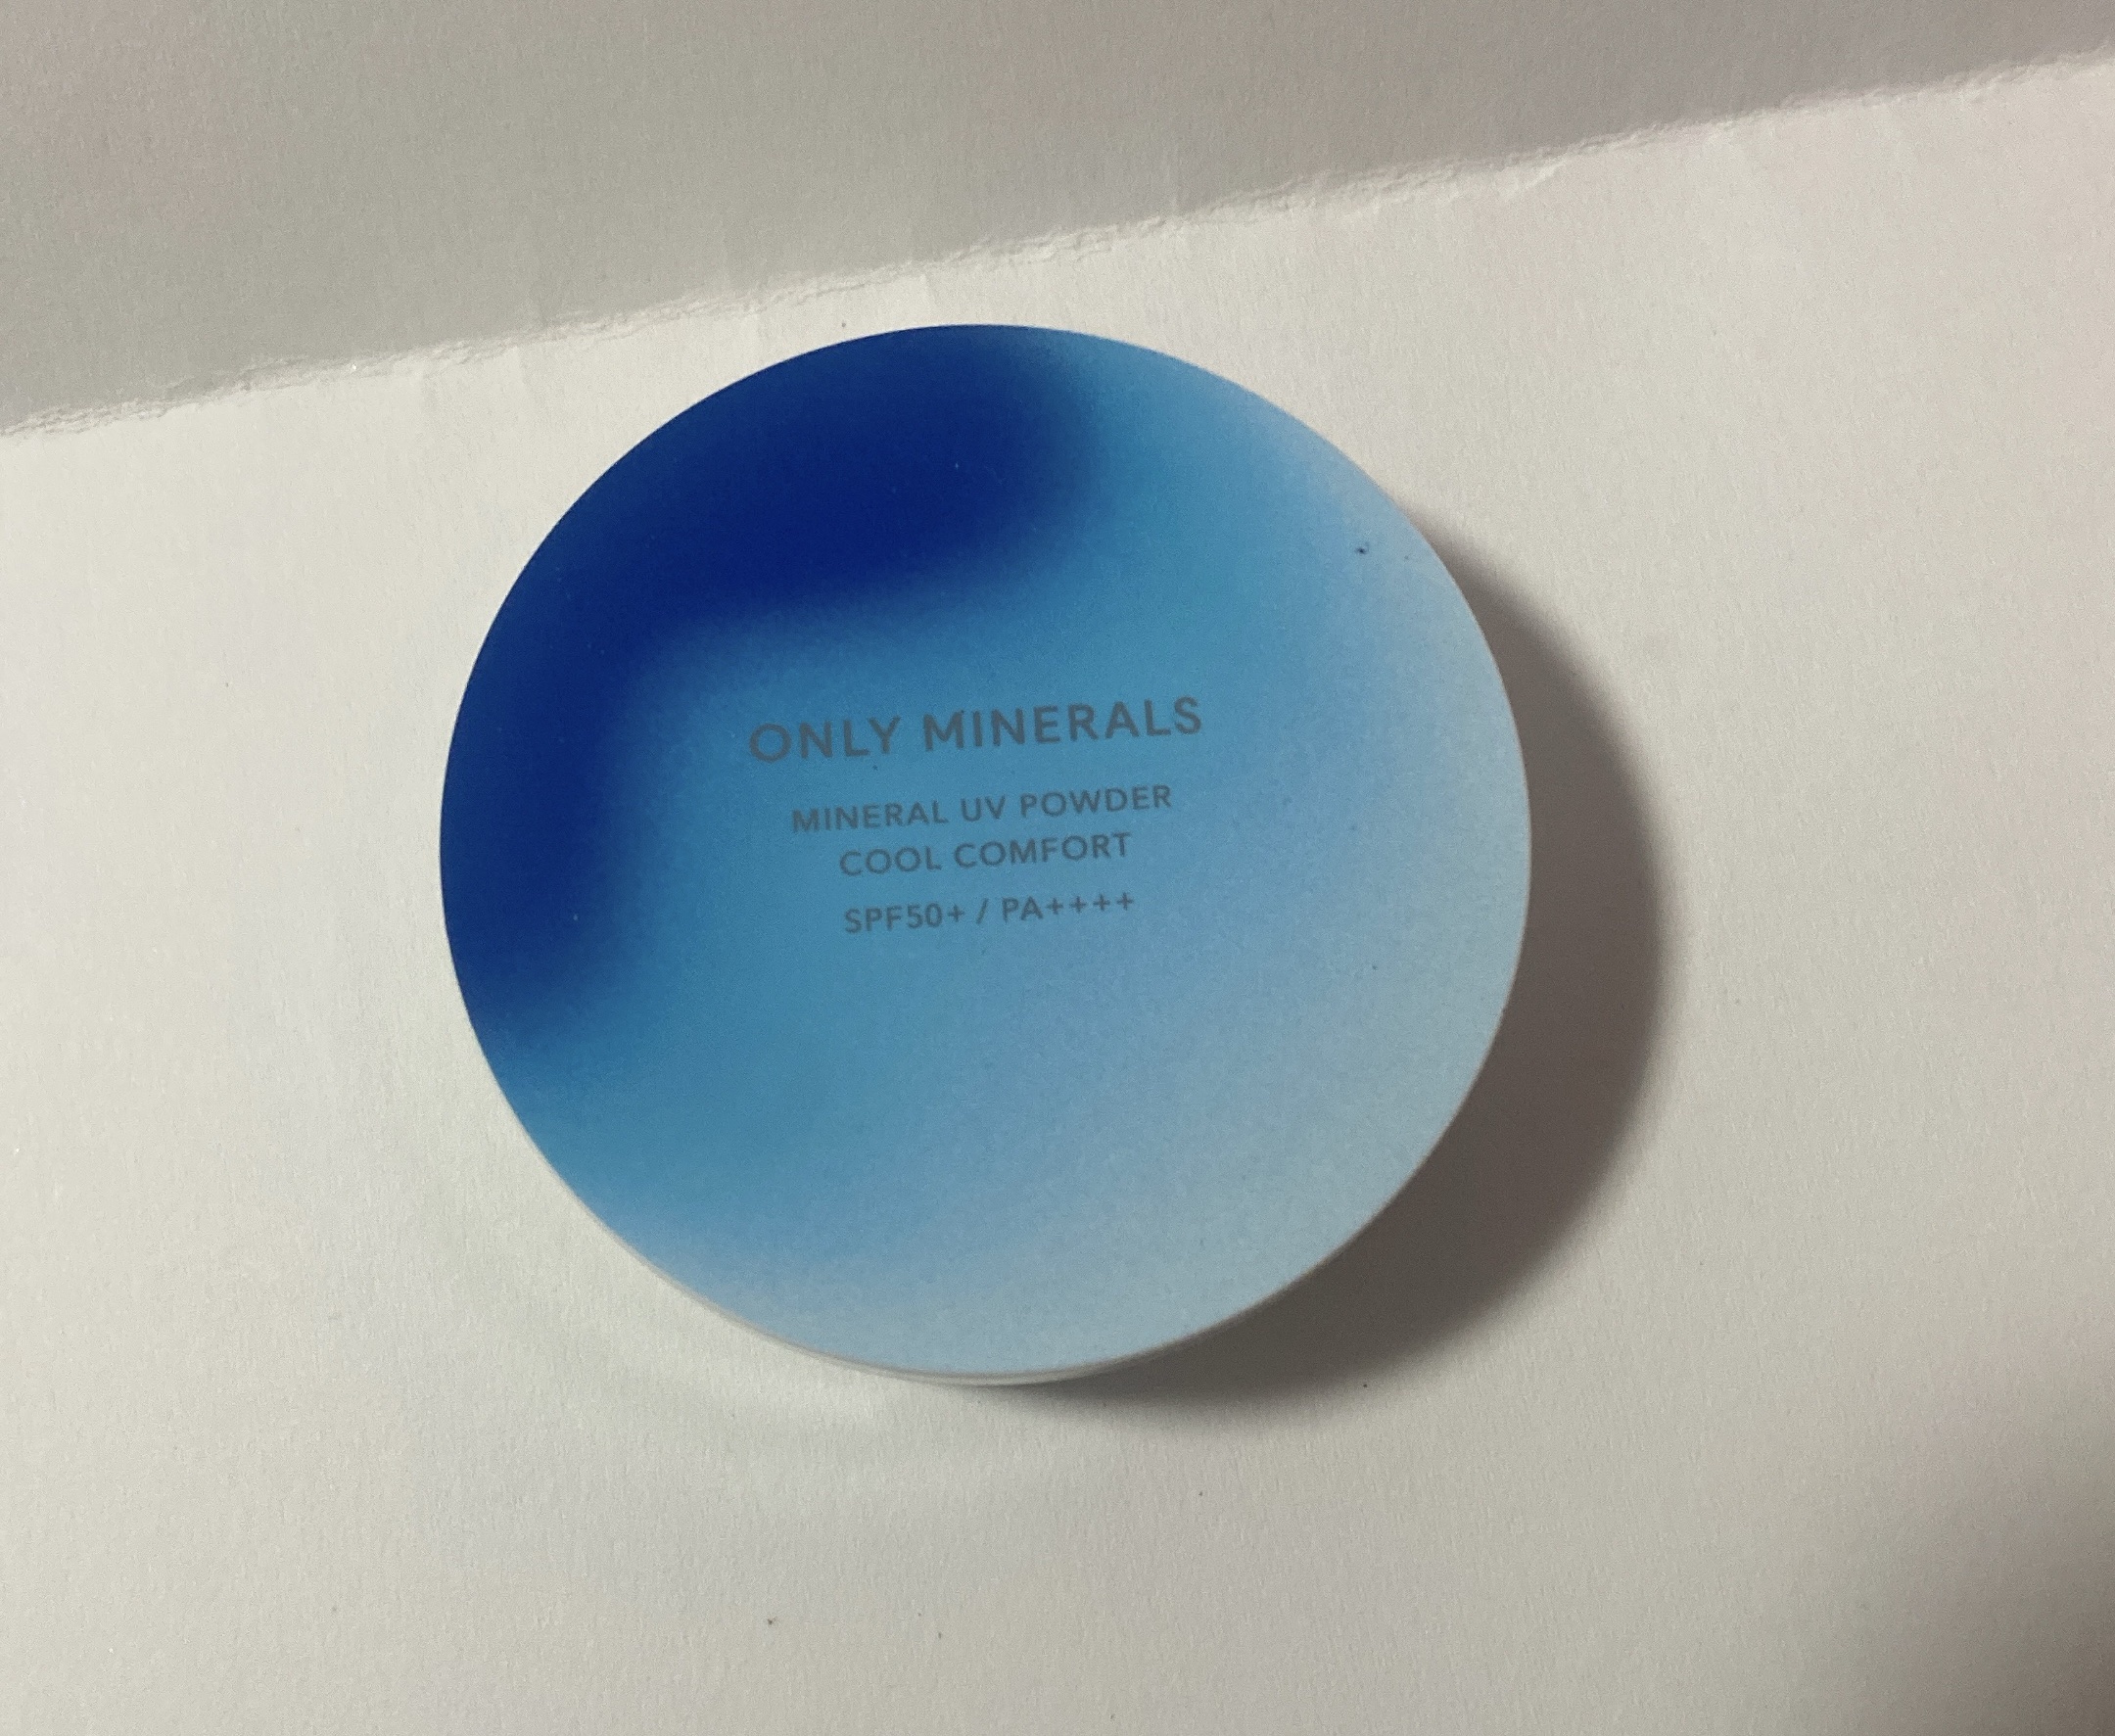 ONLY MINERALS
MINERAL UV POWDER
COOL COMFORT
SPF50+ / PA++++